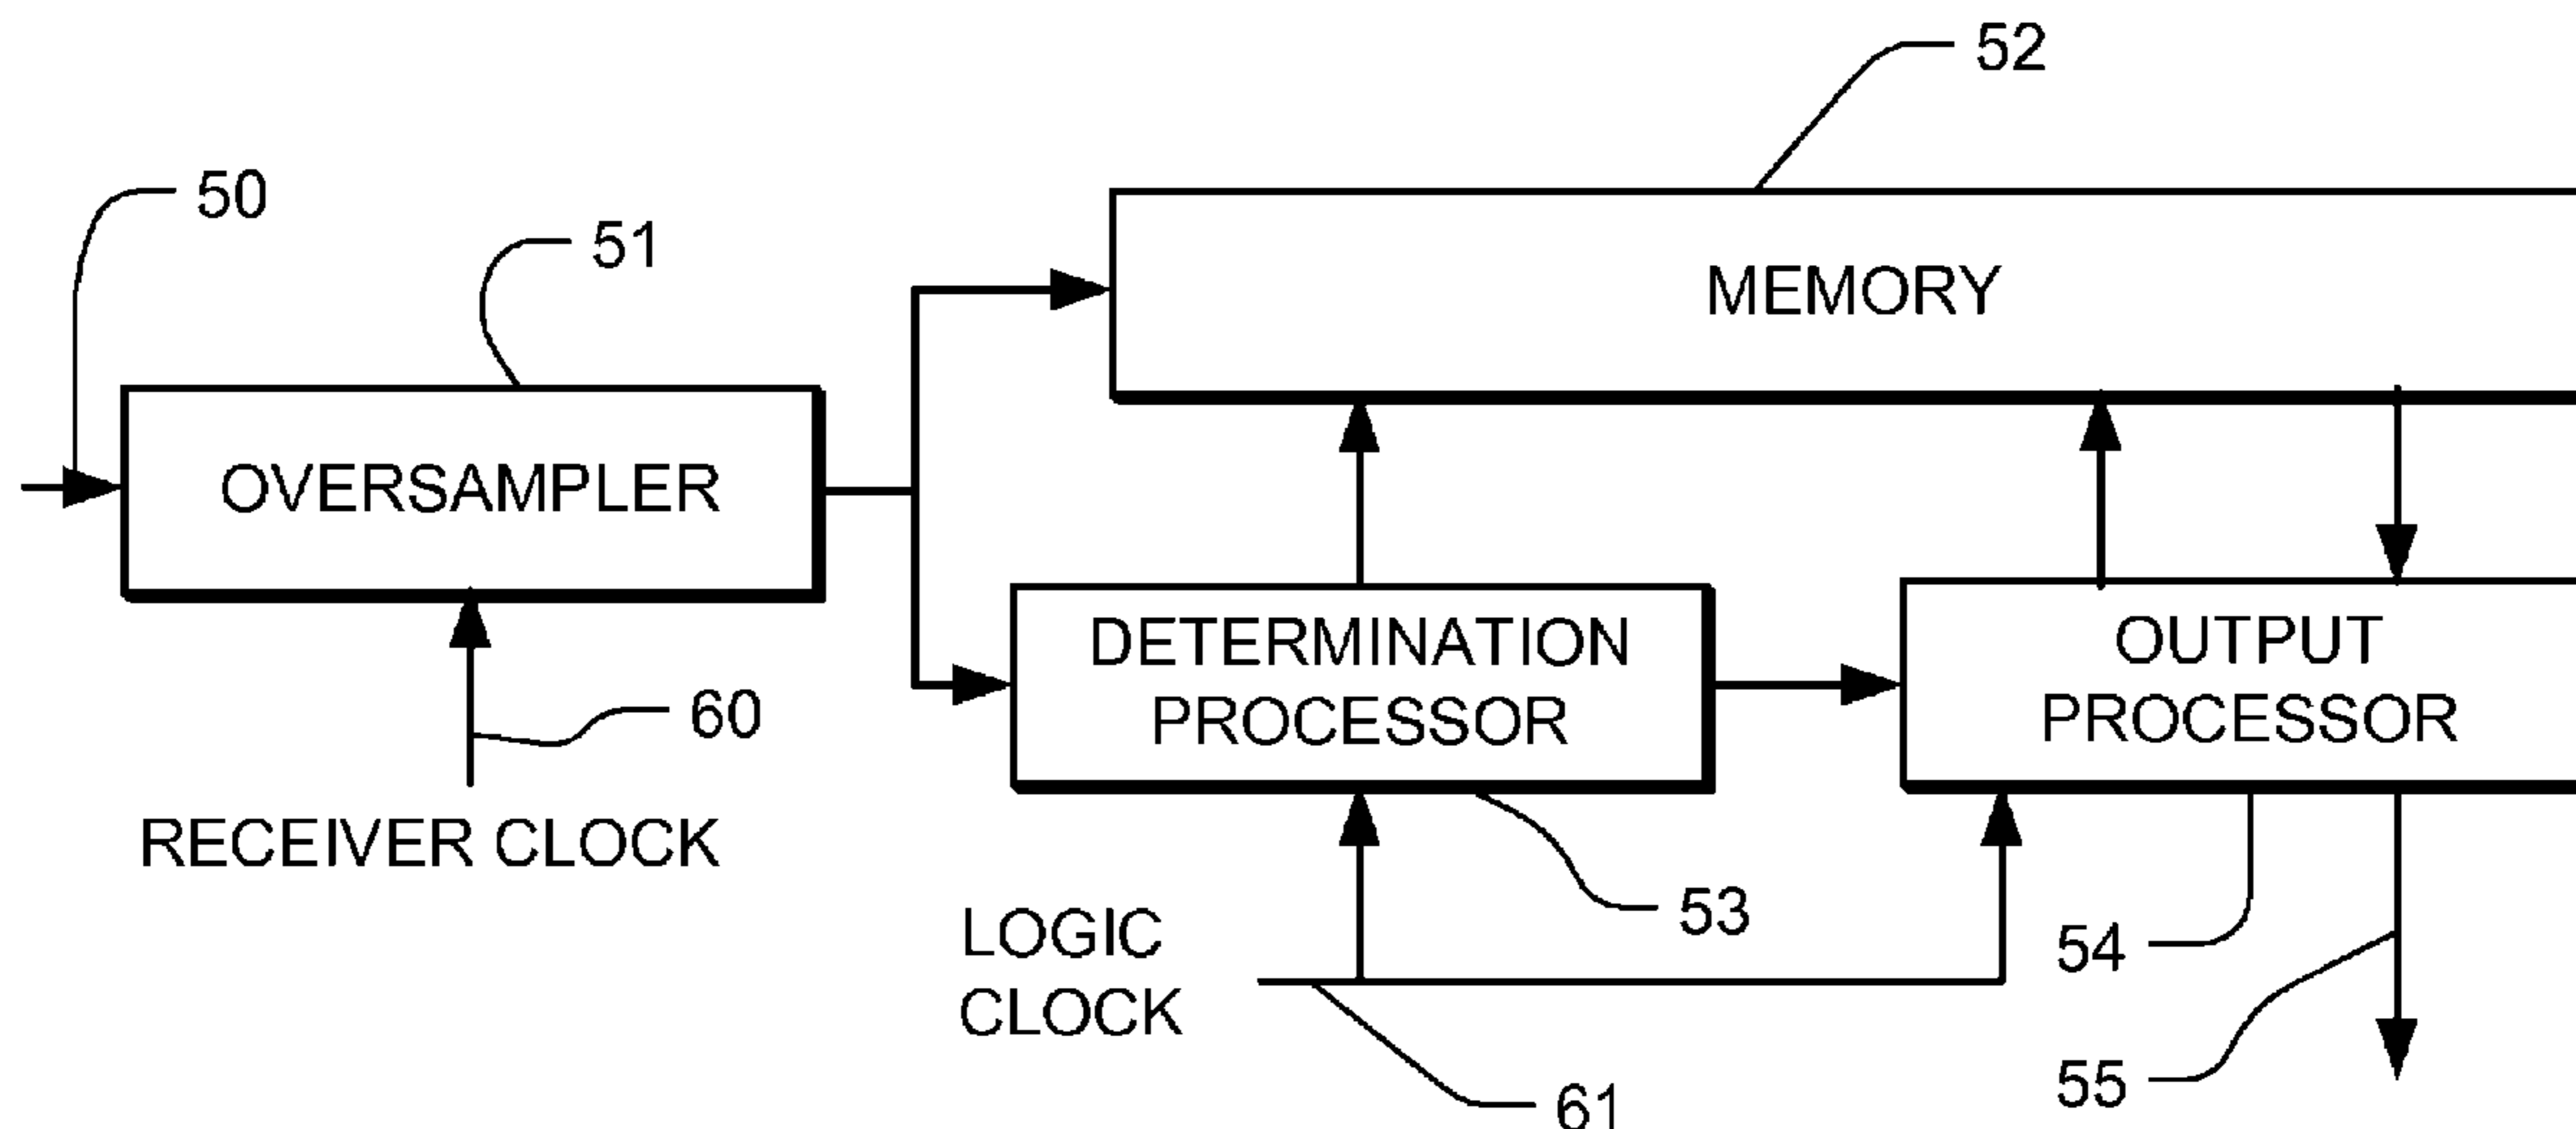 52
50
51
MEMORY
OVERSAMPLER
DETERMINATION
PROCESSOR
OUTPUT
PROCESSOR
60
RECEIVER CLOCK
53
LOGIC
CLOCK
54
55
61